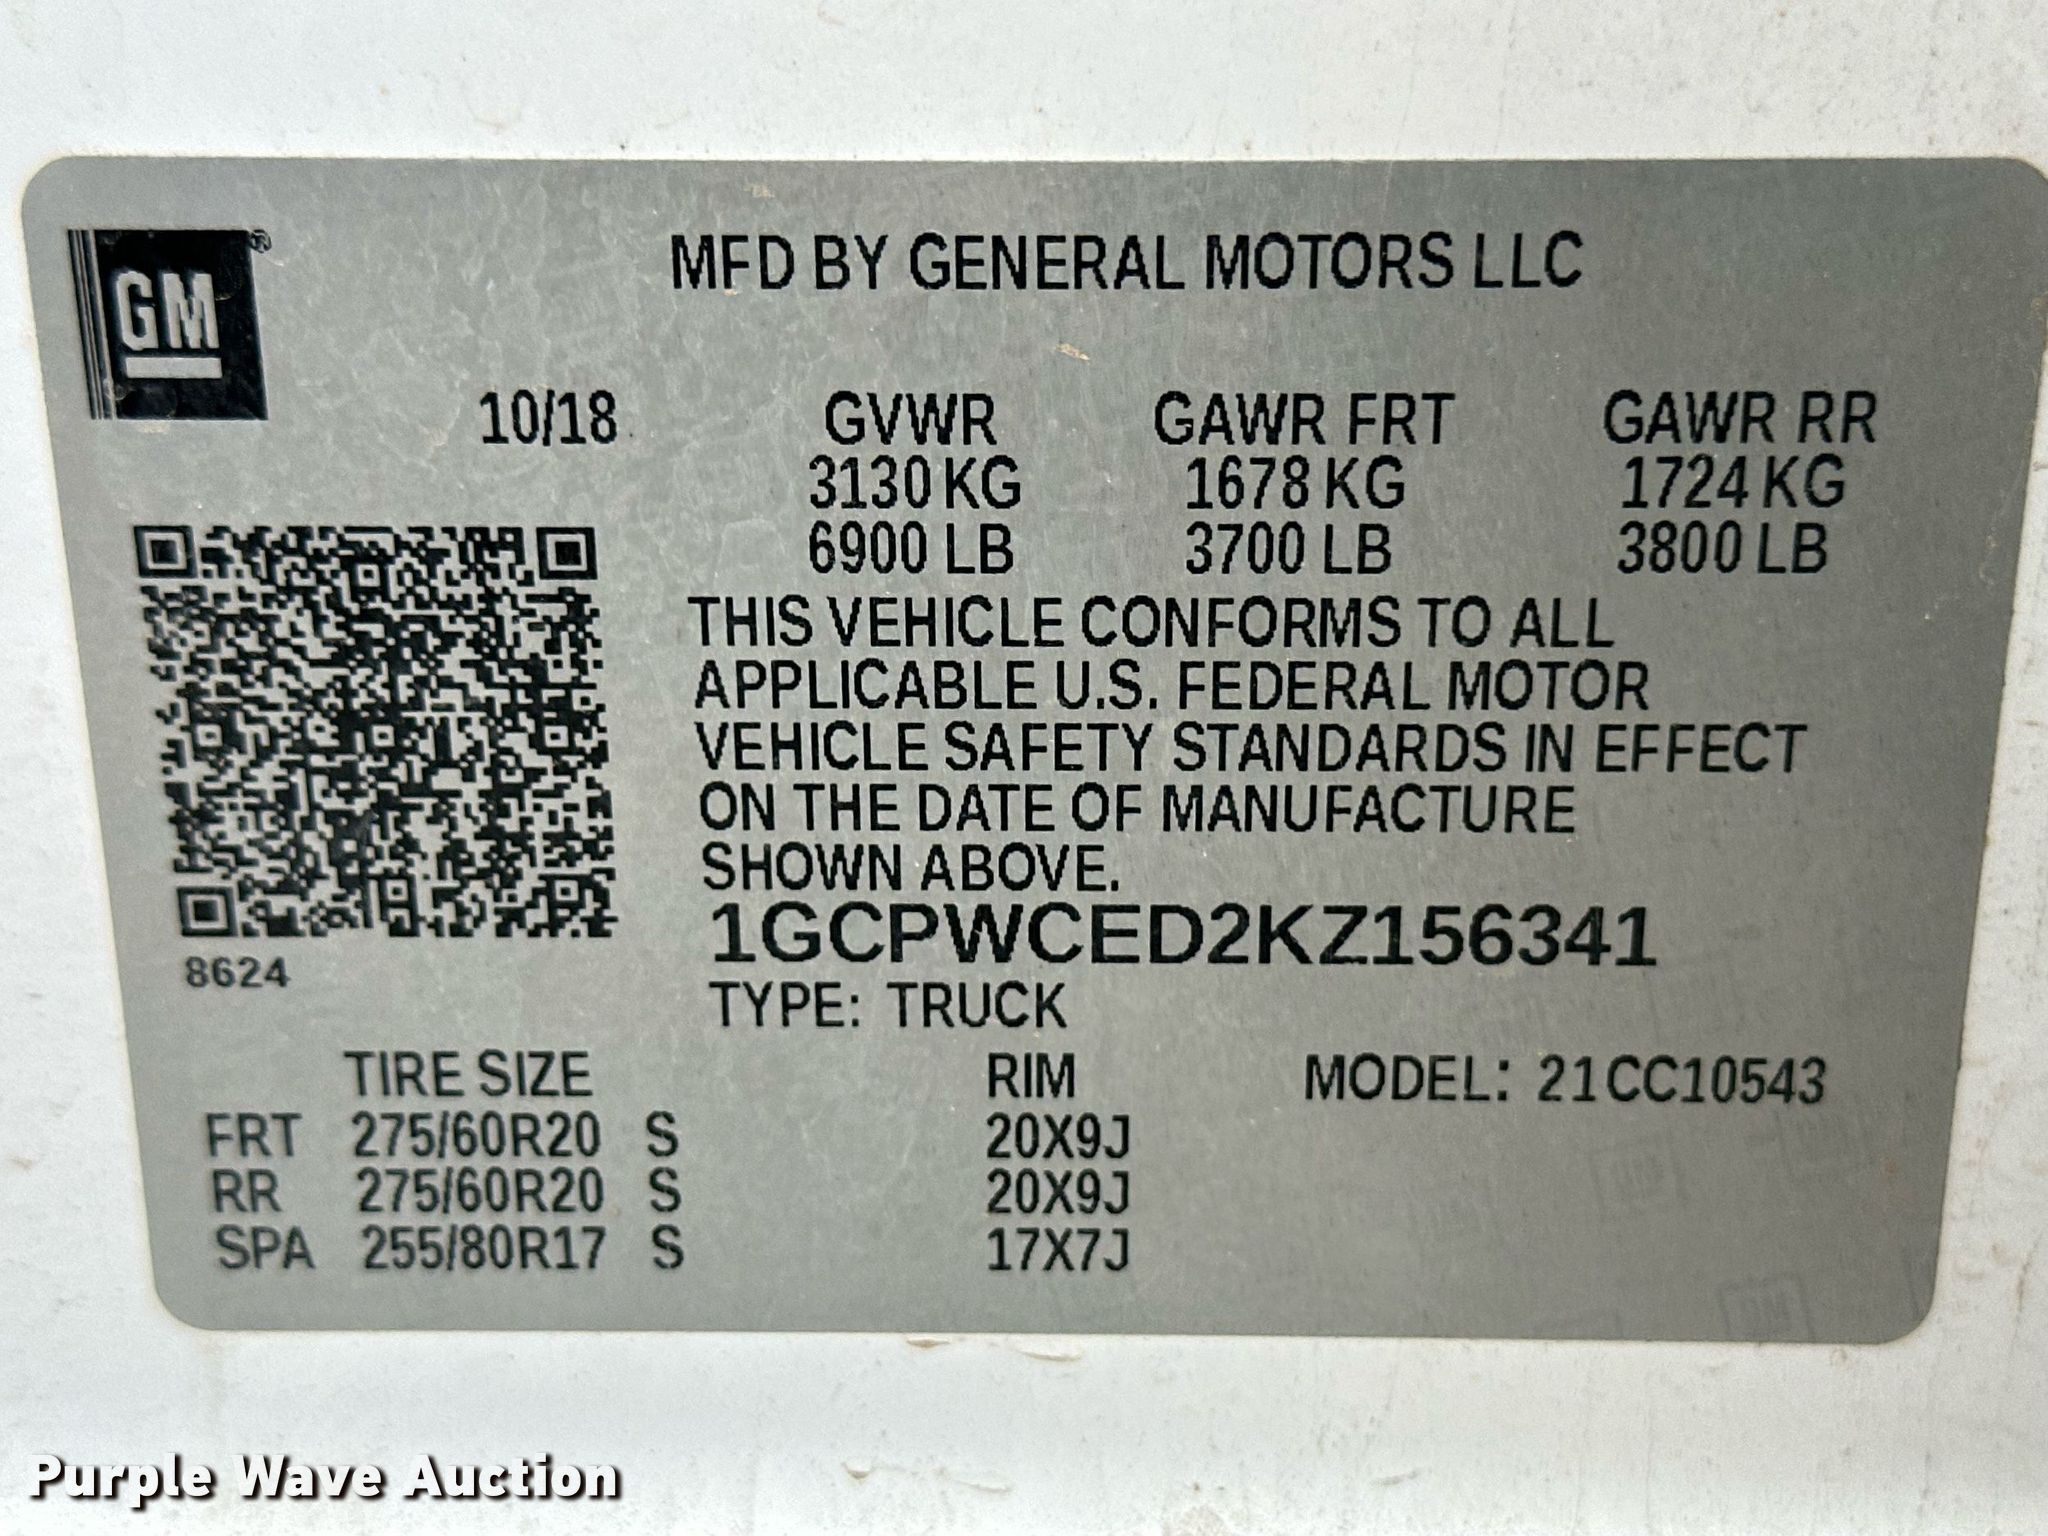 MFD BY GENERAL MOTORS LLC
GM®
10/18 GVWR GAWR FRT GAWR RR
3130 KG 1678 KG 1724 KG
6900 LB 3700 LB 3800 LB
THIS VEHICLE CONFORMS TO ALL
APPLICABLE U.S. FEDERAL MOTOR
VEHICLE SAFETY STANDARDS IN EFFECT
ON THE DATE OF MANUFACTURE
SHOWN ABOVE.
1GCPWCED2KZ156341
8624
TYPE: TRUCK
TIRE SIZE RIM MODEL: 21CC10543
FRT 275/60R20 S 20X9J
RR 275/60R20 S 20X9J
SPA 255/80R17 S 17X7J
Purple Wave Auction